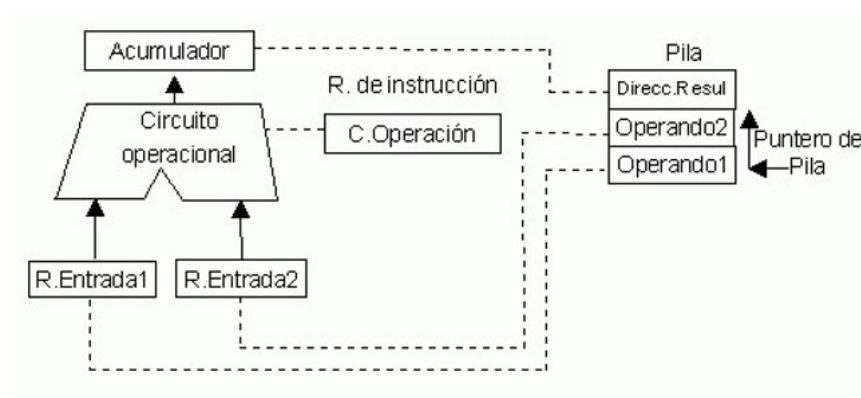 Acumulador
Pila
R. de instrucción
Direcc.Resul
Circuito
operacional
C.Operación
Operando2
Puntero de
Pila
Operando1
R.Entrada1
R.Entrada2